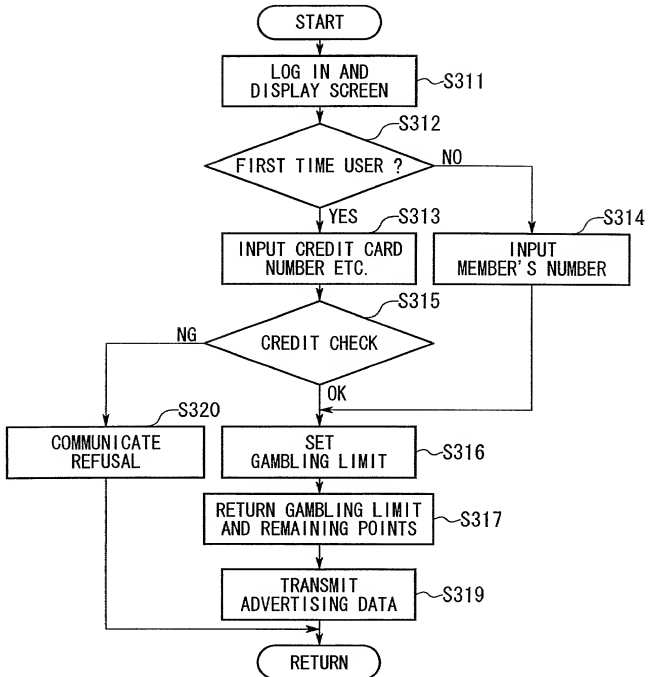 START
LOG IN AND
DISPLAY SCREEN
S311
S312
FIRST TIME USER ?
NO
YES
S313
INPUT CREDIT CARD
NUMBER ETC.
S314
INPUT
MEMBER'S NUMBER
S315
CREDIT CHECK
NG
OK
S320
COMMUNICATE
REFUSAL
SET
GAMBLING LIMIT
S316
RETURN GAMBLING LIMIT
AND REMAINING POINTS
S317
TRANSMIT
ADVERTISING DATA
S319
RETURN